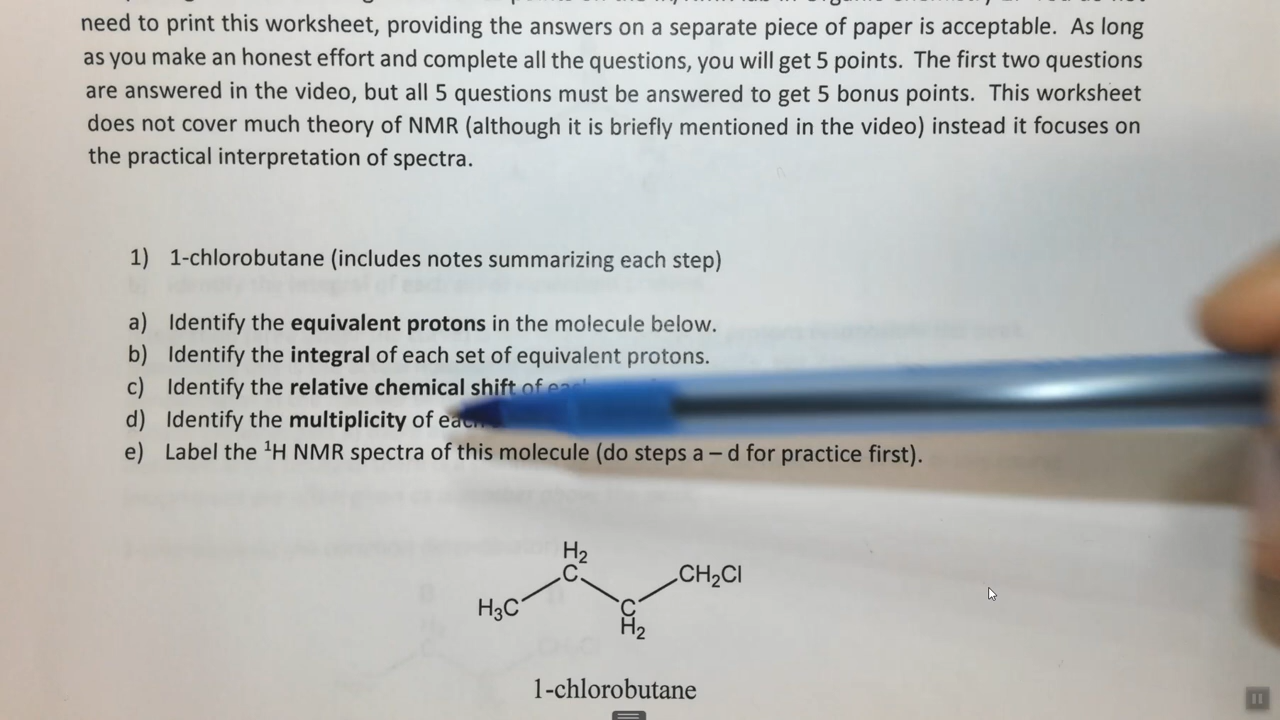 need to print this worksheet, providing the answers on a separate piece of paper is acceptable. As long
as you make an honest effort and complete all the questions, you will get 5 points. The first two questions
are answered in the video, but all 5 questions must be answered to get 5 bonus points. This worksheet
does not cover much theory of NMR (although it is briefly mentioned in the video) instead it focuses on
the practical interpretation of spectra.
1) 1-chlorobutane (includes notes summarizing each step)
a) Identify the equivalent protons in the molecule below.
b) Identify the integral of each set of equivalent protons.
c) Identify the relative chemical shift of
d) Identify the multiplicity of
e) Label the ¹H NMR spectra of this molecule (do steps a – d for practice first).
H₂
C CH₂Cl
H₃C C
H₂
1-chlorobutane